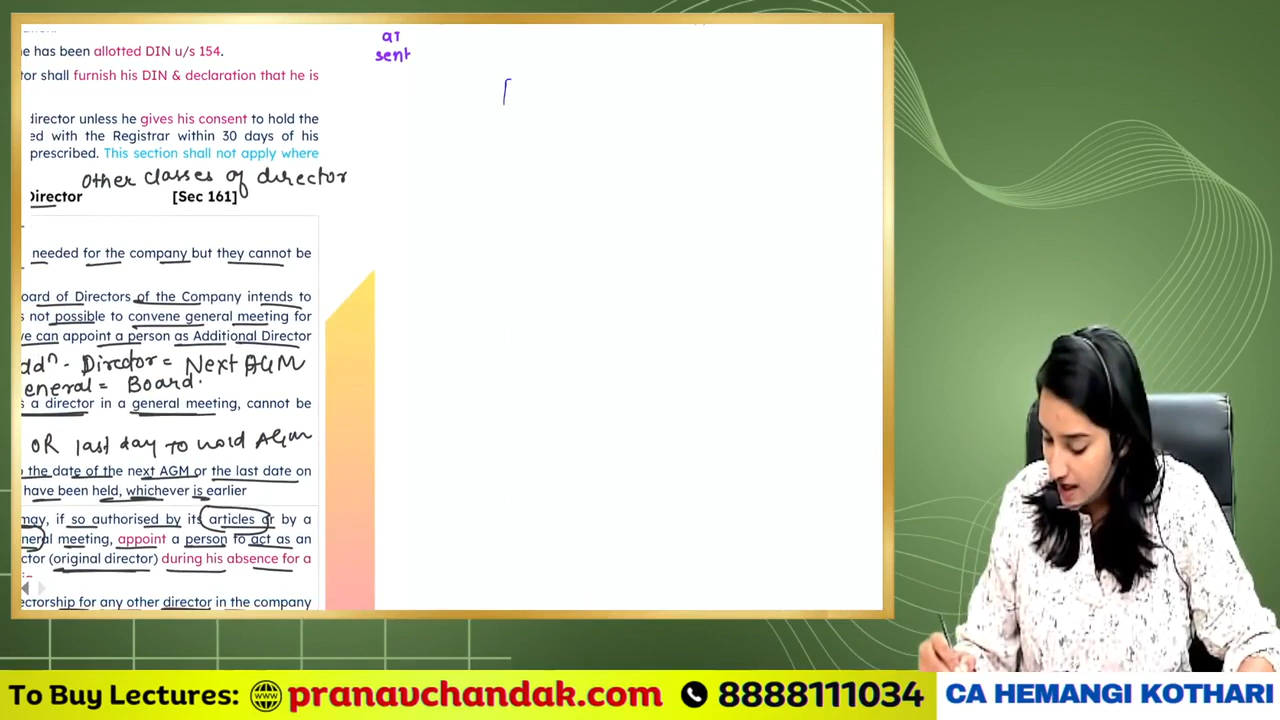 e has been allotted DIN u/s 154.
tor shall furnish his DIN & declaration that he is
director unless he gives his consent to hold the
ed with the Registrar within 30 days of his
prescribed. This section shall not apply where
other classes of director
Director [Sec 161]
needed for the company but they cannot be
oard of Directors of the Company intends to
s not possible to convene general meeting for
ve can appoint a person as Additional Director
ddn - Director = Next AGM
eneral = Board.
s a director in a general meeting, cannot be
OR last day to hold AGM
o the date of the next AGM or the last date on
have been held, whichever is earlier
may, if so authorised by its articles or by a
neral meeting, appoint a person to act as an
ctor (original director) during his absence for a
ectorship for any other director in the company
at
sent
To Buy Lectures: pranavchandak.com 8888111034
CA HEMANGI KOTHARI